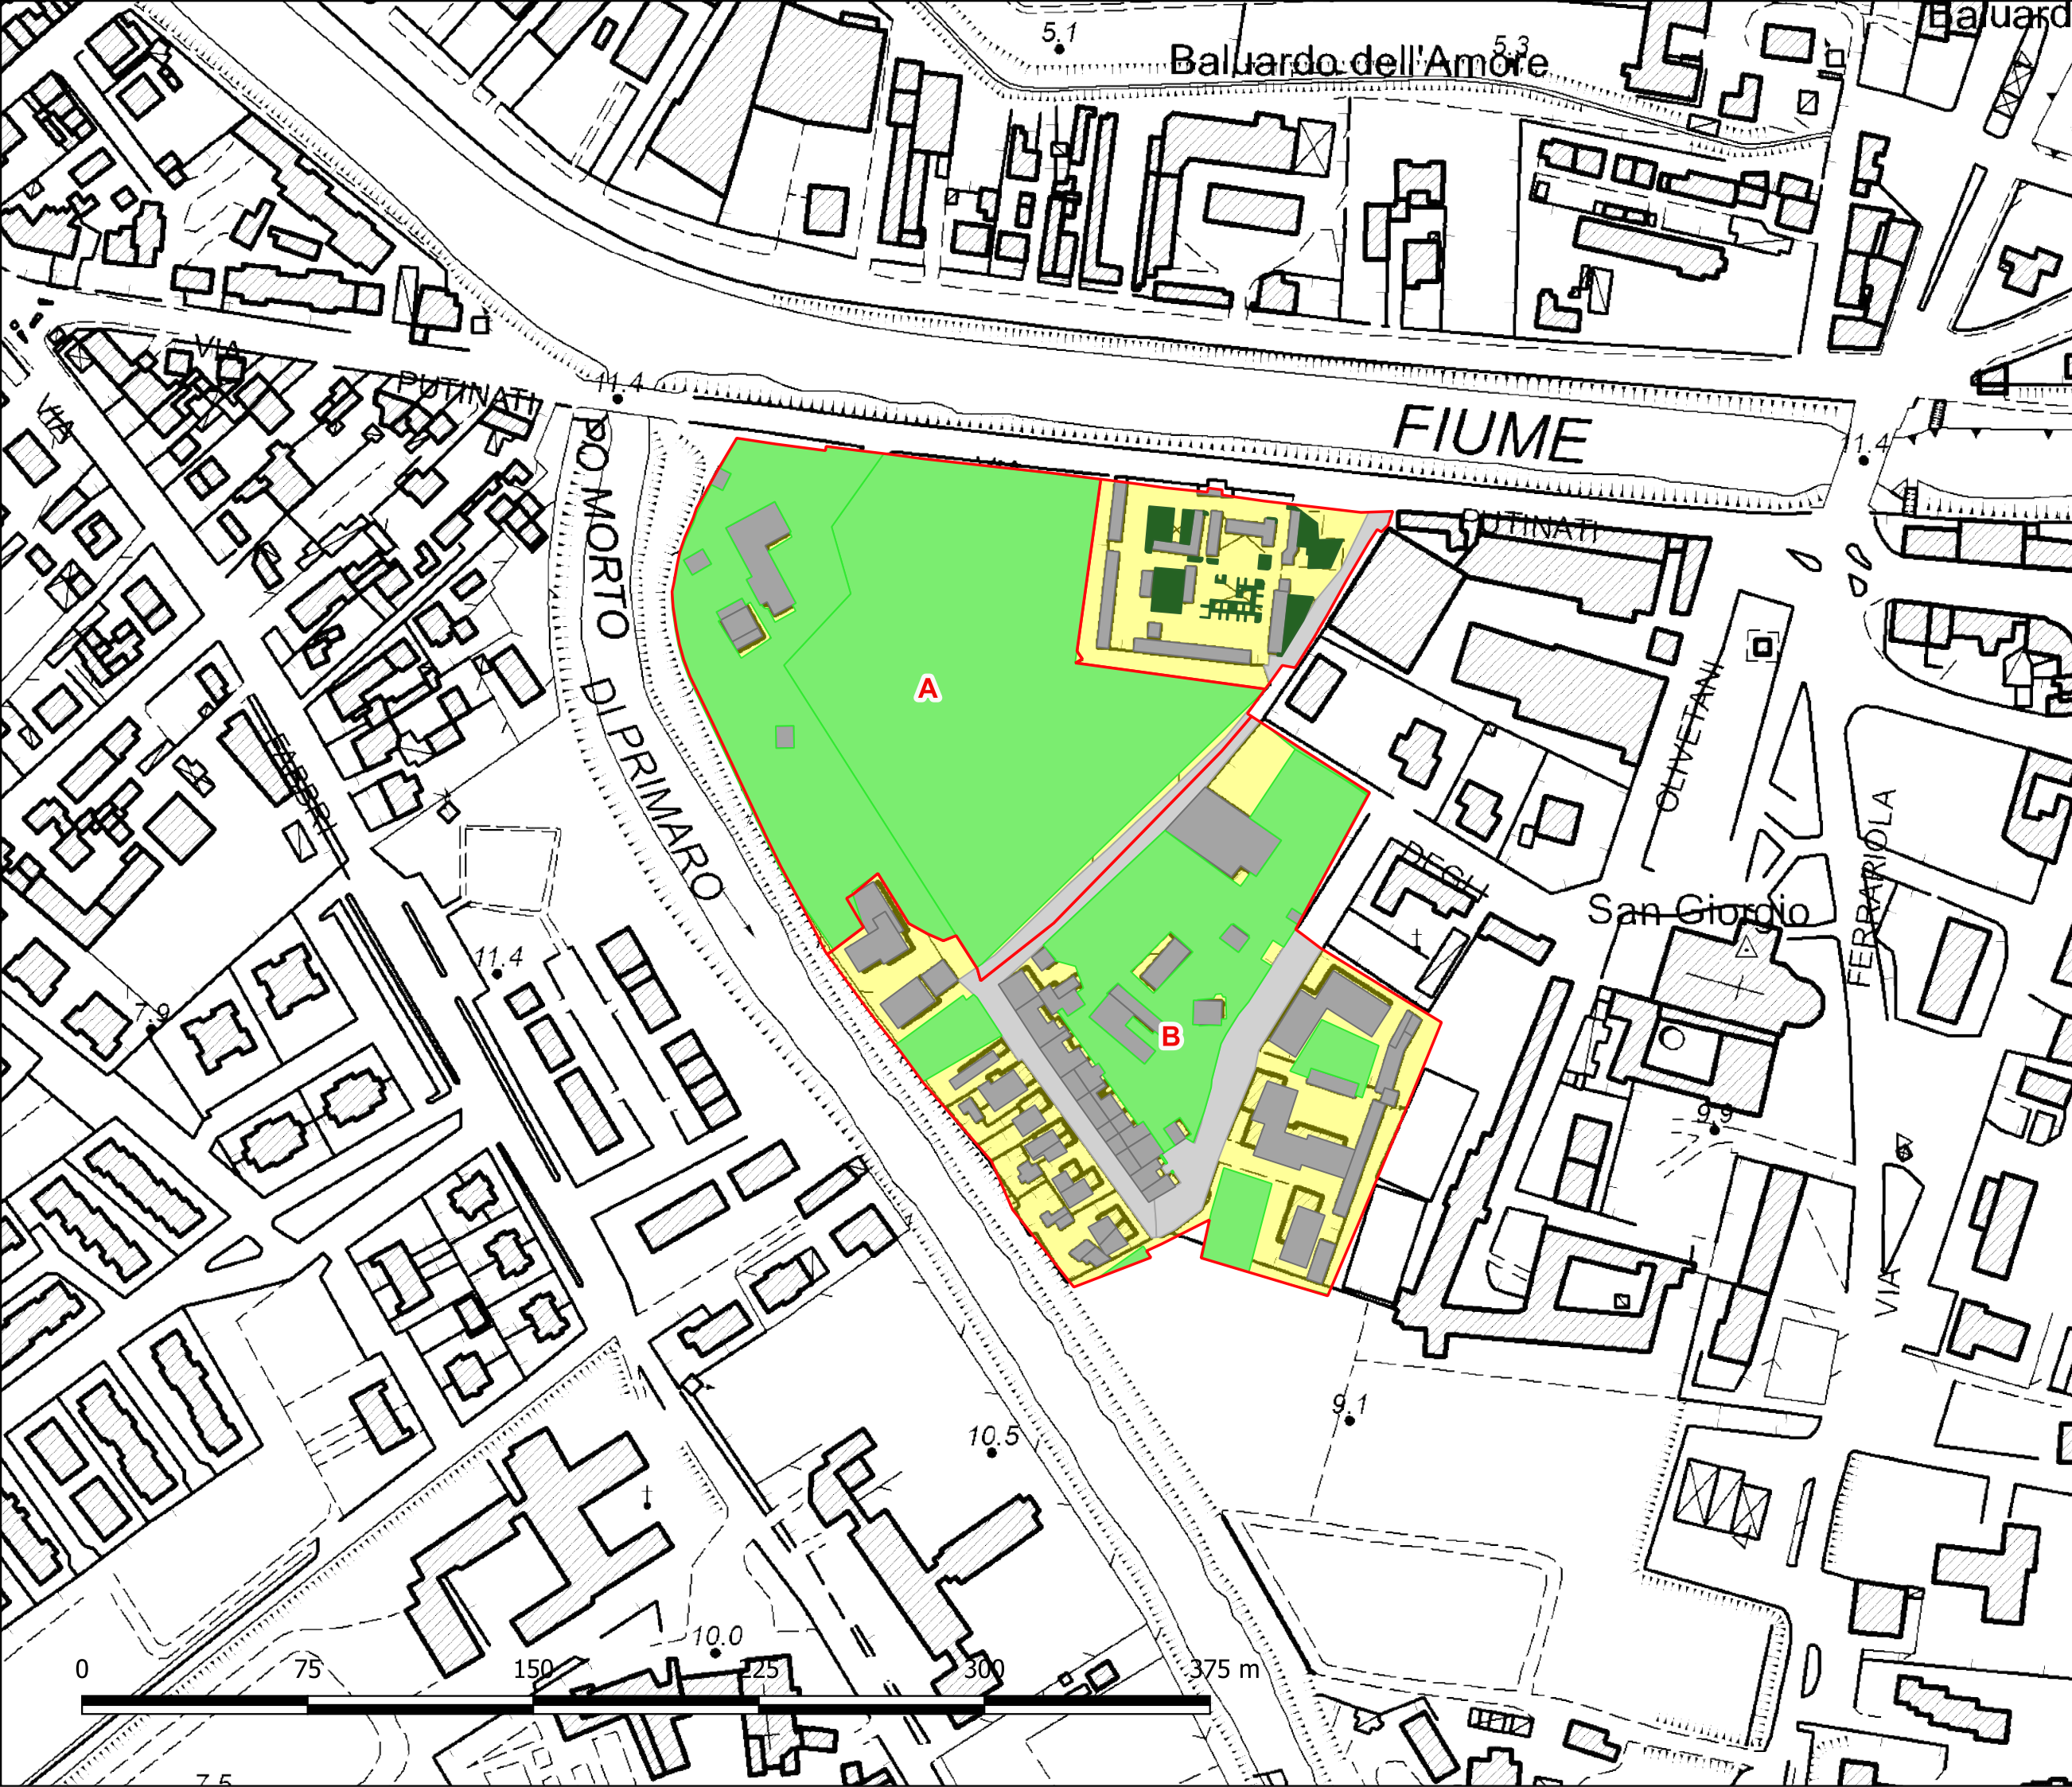 Baluard
5.1
5.3
Baluardo dell'Amore
VIA
PUTINATI
11.4
FIUME
11.4
VIA
PUTINATI
PO MORTO
DI PRIMARO
A
OLIVETANI
FABBRI
DEGLI
San Giorgio
FERRARIOLA
VIA
11.4
7.9
B
9.9
9.1
10.5
10.0
0 75 150 225 300 375 m
7.5